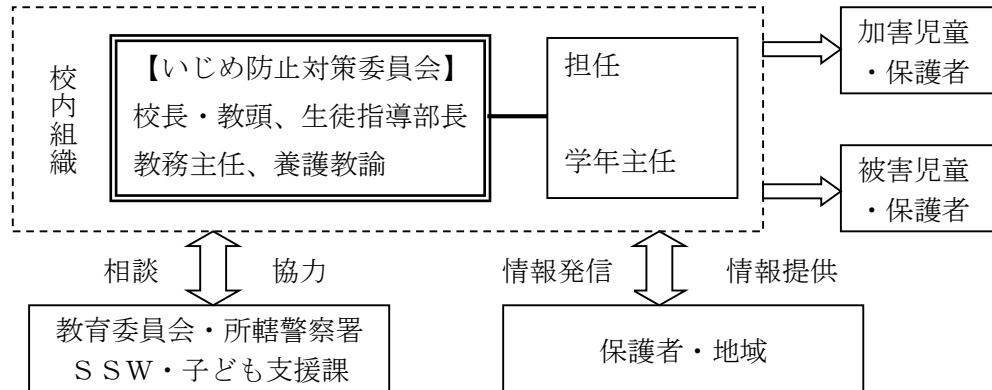 校内組織
【いじめ防止対策委員会】
校長・教頭、生徒指導部長
教務主任、養護教諭
担任
学年主任
加害児童
・保護者
被害児童
・保護者
相談
協力
情報発信
情報提供
教育委員会・所轄警察署
ＳＳＷ・子ども支援課
保護者・地域